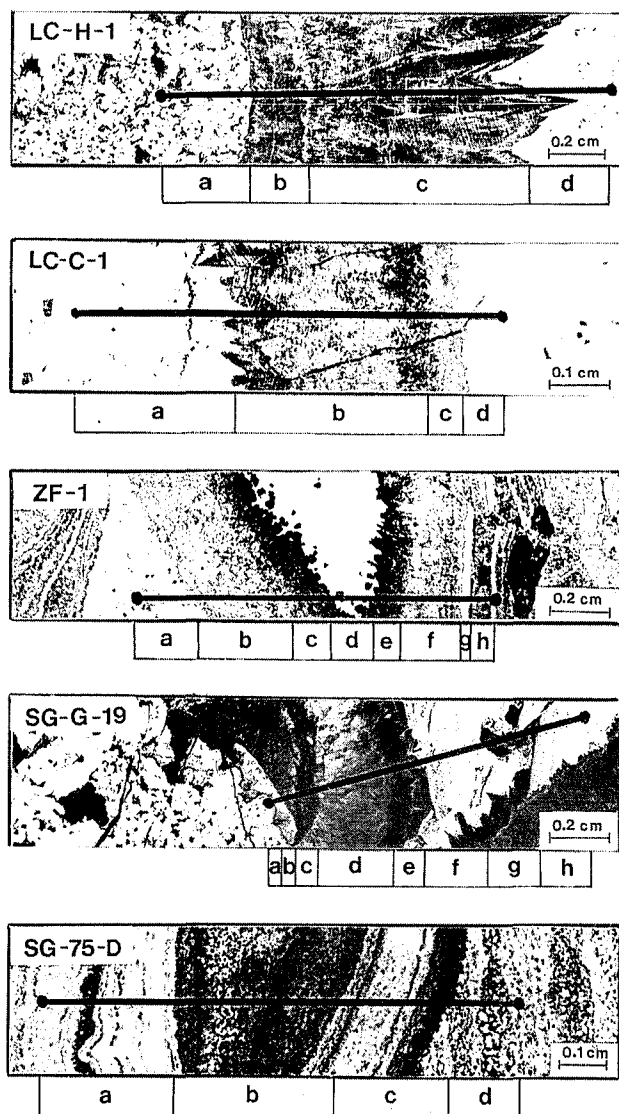 LC-H-1
0.2 cm
a b c d
LC-C-1
0.1 cm
a b c d
ZF-1
0.2 cm
a b c d e f g h
SG-G-19
0.2 cm
a b c d e f g h
SG-75-D
0.1 cm
a b c d